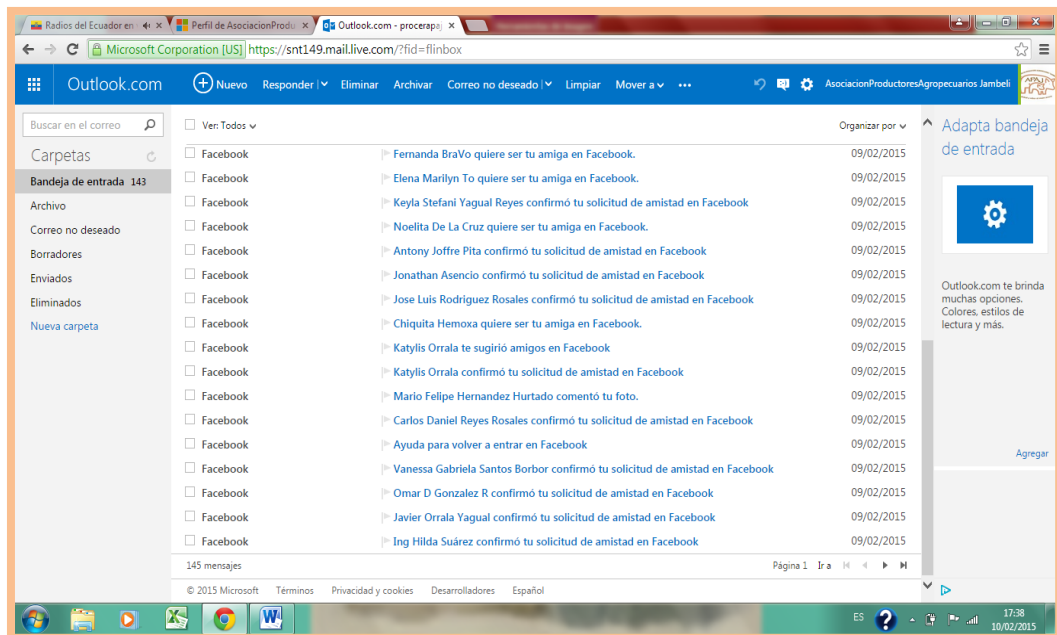 Radios del Ecuador en
Perfil de AsociacionProdu
Outlook.com - procerapaj
Microsoft Corporation [US] https://snt149.mail.live.com/?fid=flinbox
Outlook.com Nuevo Responder Eliminar Archivar Correo no deseado Limpiar Mover a ••• AsociacionProductoresAgropecuarios Jambeli
Buscar en el correo
Carpetas
Bandeja de entrada 143
Archivo
Correo no deseado
Borradores
Enviados
Eliminados
Nueva carpeta
Ver: Todos Organizar por
Facebook Fernanda BraVo quiere ser tu amiga en Facebook. 09/02/2015
Facebook Elena Marilyn To quiere ser tu amiga en Facebook. 09/02/2015
Facebook Keyla Stefani Yagual Reyes confirmó tu solicitud de amistad en Facebook 09/02/2015
Facebook Noelita De La Cruz quiere ser tu amiga en Facebook. 09/02/2015
Facebook Antony Joffre Pita confirmó tu solicitud de amistad en Facebook 09/02/2015
Facebook Jonathan Asencio confirmó tu solicitud de amistad en Facebook 09/02/2015
Facebook Jose Luis Rodriguez Rosales confirmó tu solicitud de amistad en Facebook 09/02/2015
Facebook Chiquita Hemoxa quiere ser tu amiga en Facebook. 09/02/2015
Facebook Katylis Orrala te sugirió amigos en Facebook 09/02/2015
Facebook Katylis Orrala confirmó tu solicitud de amistad en Facebook 09/02/2015
Facebook Mario Felipe Hernandez Hurtado comentó tu foto. 09/02/2015
Facebook Carlos Daniel Reyes Rosales confirmó tu solicitud de amistad en Facebook 09/02/2015
Facebook Ayuda para volver a entrar en Facebook 09/02/2015
Facebook Vanessa Gabriela Santos Borbor confirmó tu solicitud de amistad en Facebook 09/02/2015
Facebook Omar D Gonzalez R confirmó tu solicitud de amistad en Facebook 09/02/2015
Facebook Javier Orrala Yagual confirmó tu solicitud de amistad en Facebook 09/02/2015
Facebook Ing Hilda Suárez confirmó tu solicitud de amistad en Facebook 09/02/2015
145 mensajes Página 1 Ir a
© 2015 Microsoft Términos Privacidad y cookies Desarrolladores Español
Adapta bandeja
de entrada
Outlook.com te brinda
muchas opciones.
Colores, estilos de
lectura y más.
Agregar
ES 17:38
10/02/2015